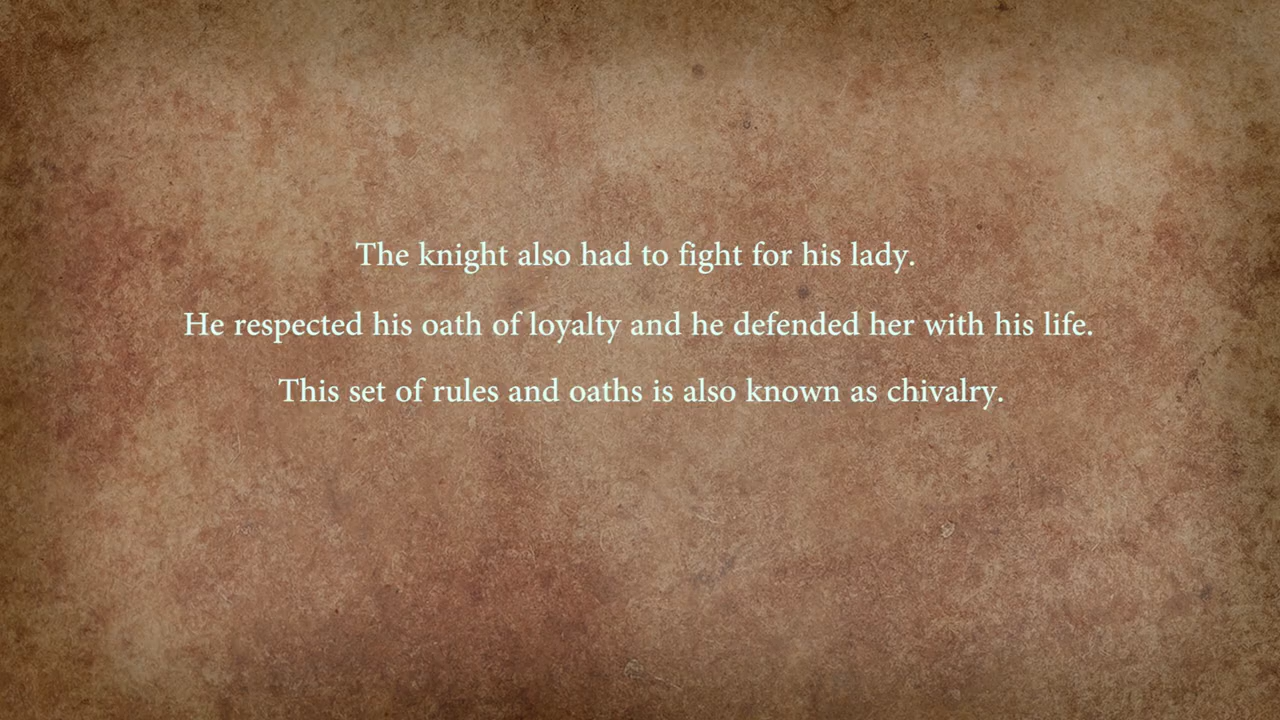 The knight also had to fight for his lady.
He respected his oath of loyalty and he defended her with his life.
This set of rules and oaths is also known as chivalry.